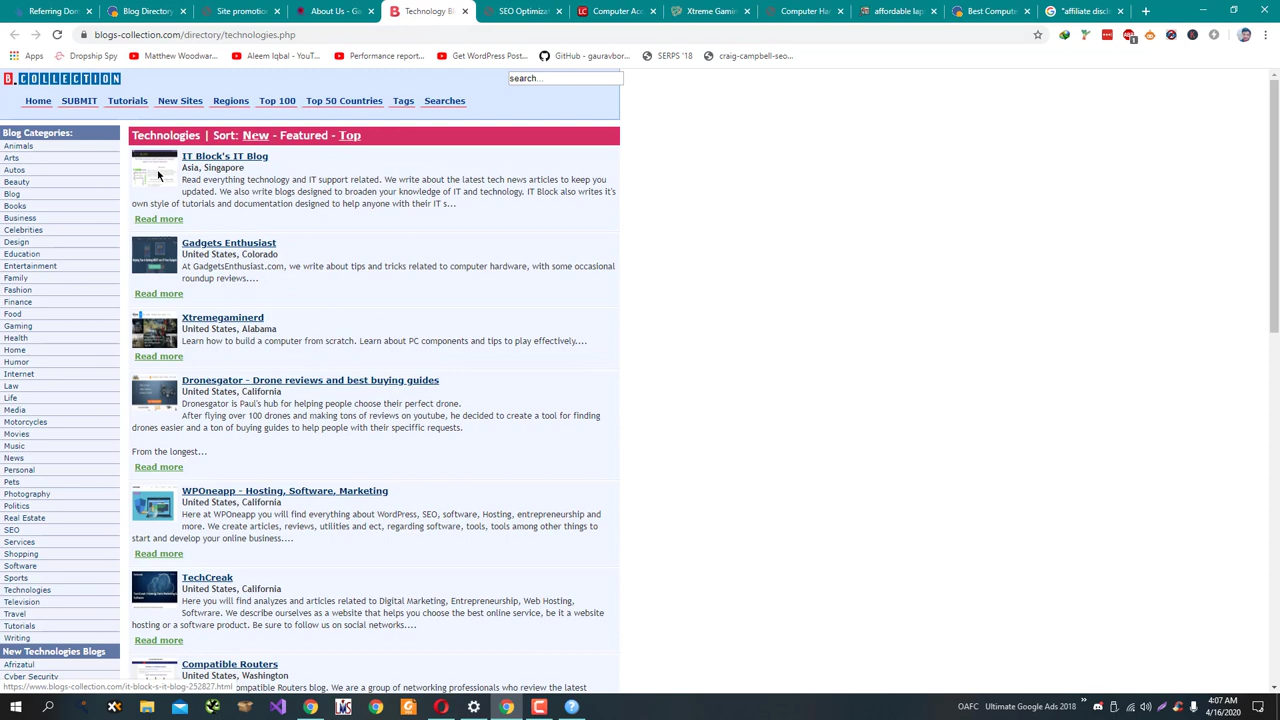 Referring Dom
Blog Directory
Site promotion
About Us - G
Technology B
SEO Optimizat
Computer Acc
Xtreme Gamin
Computer Ha
affordable lap
Best Compute
"affiliate disclo
blogs-collection.com/directory/technologies.php
Apps
Dropship Spy
Matthew Woodwar...
Aleem Iqbal - YouT...
Performance report...
Get WordPress Post...
GitHub - gauravbor...
SERPS '18
craig-campbell-seo...
B.COLLECTION
search...
Home SUBMIT Tutorials New Sites Regions Top 100 Top 50 Countries Tags Searches
Blog Categories:
Animals
Arts
Autos
Beauty
Blog
Books
Business
Celebrities
Design
Education
Entertainment
Family
Fashion
Finance
Food
Gaming
Health
Home
Humor
Internet
Law
Life
Media
Motorcycles
Movies
Music
News
Personal
Pets
Photography
Politics
Real Estate
SEO
Services
Shopping
Software
Sports
Technologies
Television
Travel
Tutorials
Writing
New Technologies Blogs
Afrizatul
Cyber Security
Technologies | Sort: New - Featured - Top
IT Block's IT Blog
Asia, Singapore
Read everything technology and IT support related. We write about the latest tech news articles to keep you
updated. We also write blogs designed to broaden your knowledge of IT and technology. IT Block also writes it's
own style of tutorials and documentation designed to help anyone with their IT s...
Read more
Gadgets Enthusiast
United States, Colorado
At GadgetsEnthusiast.com, we write about tips and tricks related to computer hardware, with some occasional
roundup reviews....
Read more
Xtremegaminerd
United States, Alabama
Learn how to build a computer from scratch. Learn about PC components and tips to play effectively....
Read more
Dronesgator - Drone reviews and best buying guides
United States, California
Dronesgator is Paul's hub for helping people choose their perfect drone.
After flying over 100 drones and making tons of reviews on youtube, he decided to create a tool for finding
drones easier and a ton of buying guides to help people with their speciffic requests.
From the longest...
Read more
WPOneapp - Hosting, Software, Marketing
United States, California
Here at WPOneapp you will find everything about WordPress, SEO, software, Hosting, entrepreneurship and
more. We create articles, reviews, utilities and ect, regarding software, tools, tools among other things to
start and develop your online business....
Read more
TechCreak
United States, California
Here you will find analyzes and articles related to Digital Marketing, Entrepreneurship, Web Hosting,
Software. We describe ourselves as a website that helps you choose the best online service, be it a website
hosting or a software product. Be sure to follow us on social networks....
Read more
Compatible Routers
United States, Washington
ompatible Routers blog. We are a group of networking professionals who review the latest
https://www.blogs-collection.com/it-block-s-it-blog-252827.html
OAFC
Ultimate Google Ads 2018
4:07 AM
4/16/2020